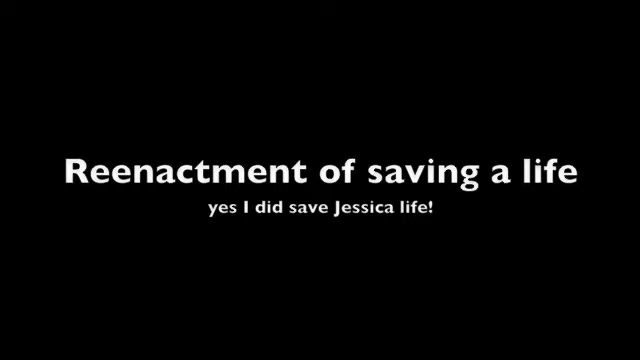 Reenactment of saving a life
yes I did save Jessica life!